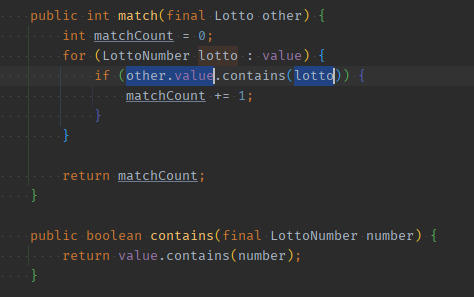 public int match(final Lotto other) {
int matchCount = 0;
for (LottoNumber lotto : value) {
if (other.value.contains(lotto)) {
matchCount += 1;
}
}
return matchCount;
}
public boolean contains(final LottoNumber number) {
return value.contains(number);
}